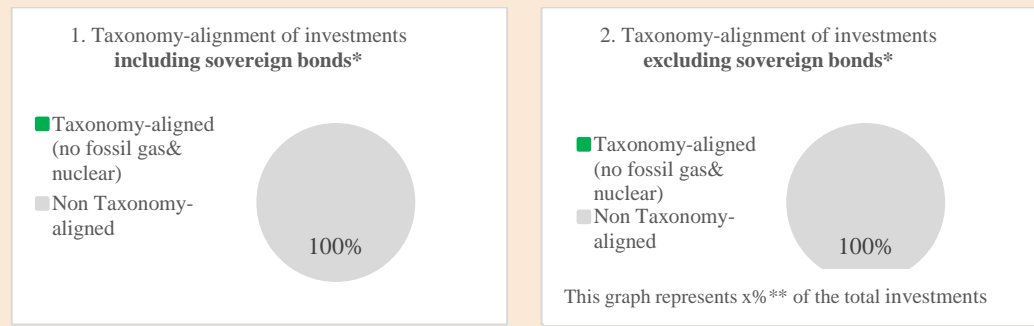 1. Taxonomy-alignment of investments
including sovereign bonds*
Taxonomy-aligned
(no fossil gas&
nuclear)
Non Taxonomy-
aligned
100%
2. Taxonomy-alignment of investments
excluding sovereign bonds*
Taxonomy-aligned
(no fossil gas&
nuclear)
Non Taxonomy-
aligned
100%
This graph represents x%** of the total investments